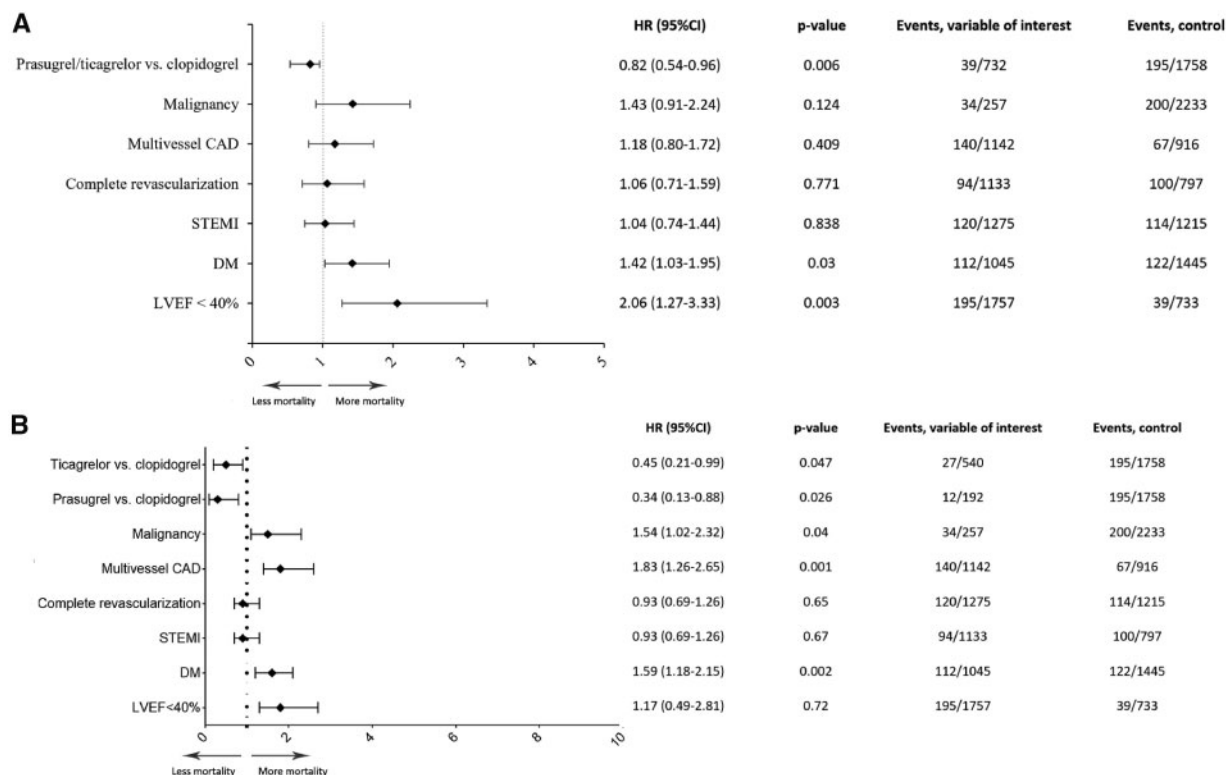 A
HR (95%CI) p-value Events, variable of interest Events, control
Prasugrel/ticagrelor vs. clopidogrel 0.82 (0.54-0.96) 0.006 39/732 195/1758
Malignancy 1.43 (0.91-2.24) 0.124 34/257 200/2233
Multivessel CAD 1.18 (0.80-1.72) 0.409 140/1142 67/916
Complete revascularization 1.06 (0.71-1.59) 0.771 94/1133 100/797
STEMI 1.04 (0.74-1.44) 0.838 120/1275 114/1215
DM 1.42 (1.03-1.95) 0.03 112/1045 122/1445
LVEF < 40% 2.06 (1.27-3.33) 0.003 195/1757 39/733
0 1 2 3 4 5
Less mortality More mortality
B
HR (95%CI) p-value Events, variable of interest Events, control
Ticagrelor vs. clopidogrel 0.45 (0.21-0.99) 0.047 27/540 195/1758
Prasugrel vs. clopidogrel 0.34 (0.13-0.88) 0.026 12/192 195/1758
Malignancy 1.54 (1.02-2.32) 0.04 34/257 200/2233
Multivessel CAD 1.83 (1.26-2.65) 0.001 140/1142 67/916
Complete revascularization 0.93 (0.69-1.26) 0.65 120/1275 114/1215
STEMI 0.93 (0.69-1.26) 0.67 94/1133 100/797
DM 1.59 (1.18-2.15) 0.002 112/1045 122/1445
LVEF<40% 1.17 (0.49-2.81) 0.72 195/1757 39/733
0 2 4 6 8 10
Less mortality More mortality